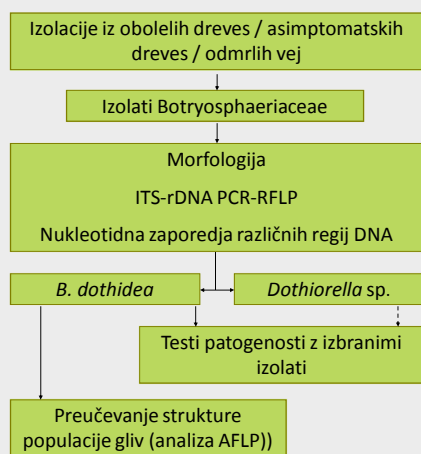 Izolacije iz obolelih dreves / asimptomatskih
dreves / odmrlih vej
Izolati Botryosphaeriaceae
Morfologija
ITS-rDNA PCR-RFLP
Nukleotidna zaporedja različnih regij DNA
B. dothidea
Dothiorella sp.
Testi patogenosti z izbranimi
izolati
Preučevanje strukture
populacije gliv (analiza AFLP))